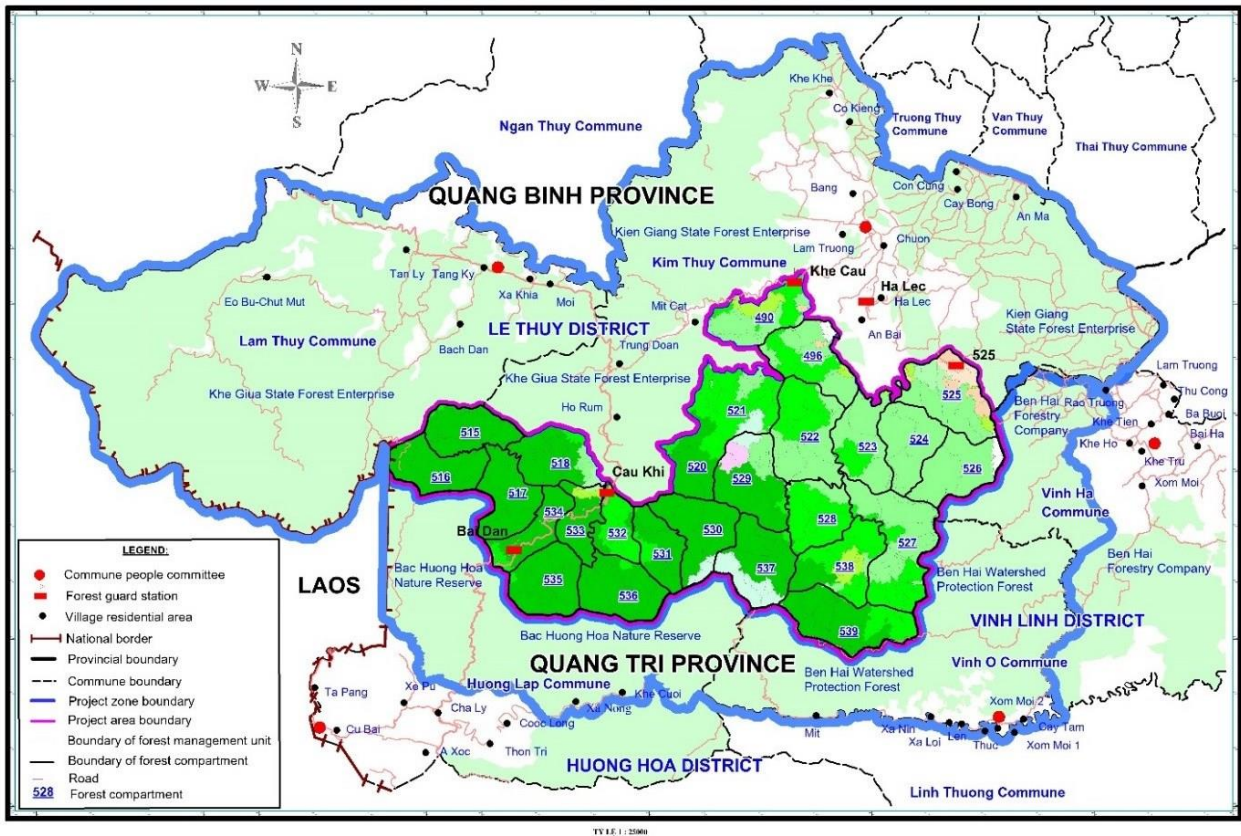 N
W E
S
Khe Khe
Co Kieng
Ngan Thuy Commune
Truong Thuy
Commune
Van Thuy
Commune
Thai Thuy Commune
QUANG BINH PROVINCE
Bang
Con Cung
Cay Bong
An Ma
Kien Giang State Forest Enterprise
Lam Truong
Chuon
Kim Thuy Commune
Khe Cau
Tan Ly
Tang Ky
Xa Khia
Moi
Eo Bu-Chut Mut
Ha Lec
Ha Lec
Mit Cat
490
An Bai
Kien Giang
State Forest Enterprise
LE THUY DISTRICT
Lam Thuy Commune
Bach Dan
Trung Doan
496
525
Khe Giua State Forest Enterprise
Khe Giua State Forest Enterprise
Lam Truong
Thu Cong
Rao Truong
Ba Buoi
Ben Hai
Forestry
Company
Khe Tien
Bai Ha
Khe Ho
Khe Tru
Xom Moi
Ho Rum
521
525
522
523
524
515
518
520
529
526
516
Cau Khi
517
534
Vinh Ha
Commune
Bai Dan
533
532
530
528
527
531
538
537
535
536
539
Ben Hai
Forestry Company
Ben Hai Watershed
Protection Forest
Bac Huong Hoa
Nature Reserve
LAOS
Bac Huong Hoa Nature Reserve
VINH LINH DISTRICT
QUANG TRI PROVINCE
Ben Hai Watershed
Protection Forest
Vinh O Commune
Huong Lap Commune
Ta Pang
Xe Pu
Khe Cuoi
Xa Nung
Cha Ly
Cooc Long
Cu Bai
A Xoc
Thon Tri
Mit
Xa Nin
Xa Loi
Len
Thuc
Xom Moi 2
Cay Tam
Xom Moi 1
HUONG HOA DISTRICT
Linh Thuong Commune
LEGEND:
Commune people committee
Forest guard station
Village residential area
National border
Provincial boundary
Commune boundary
Project zone boundary
Project area boundary
Boundary of forest management unit
Boundary of forest compartment
Road
528 Forest compartment
TY LE 1 : 25000